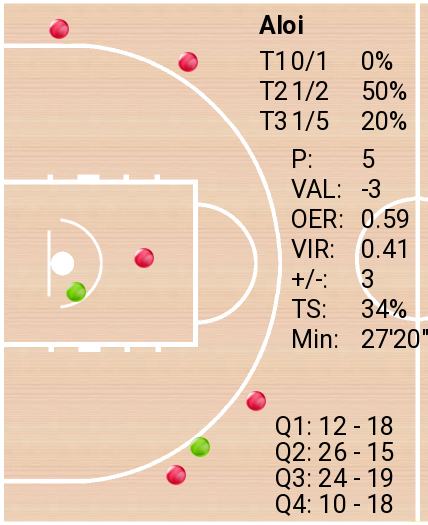 Aloi
T1 0/1 0%
T2 1/2 50%
T3 1/5 20%
P: 5
VAL: -3
OER: 0.59
VIR: 0.41
+/-: 3
TS: 34%
Min: 27'20"
Q1: 12 - 18
Q2: 26 - 15
Q3: 24 - 19
Q4: 10 - 18